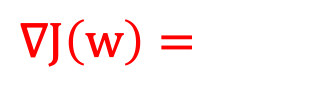 ∇J(w) =